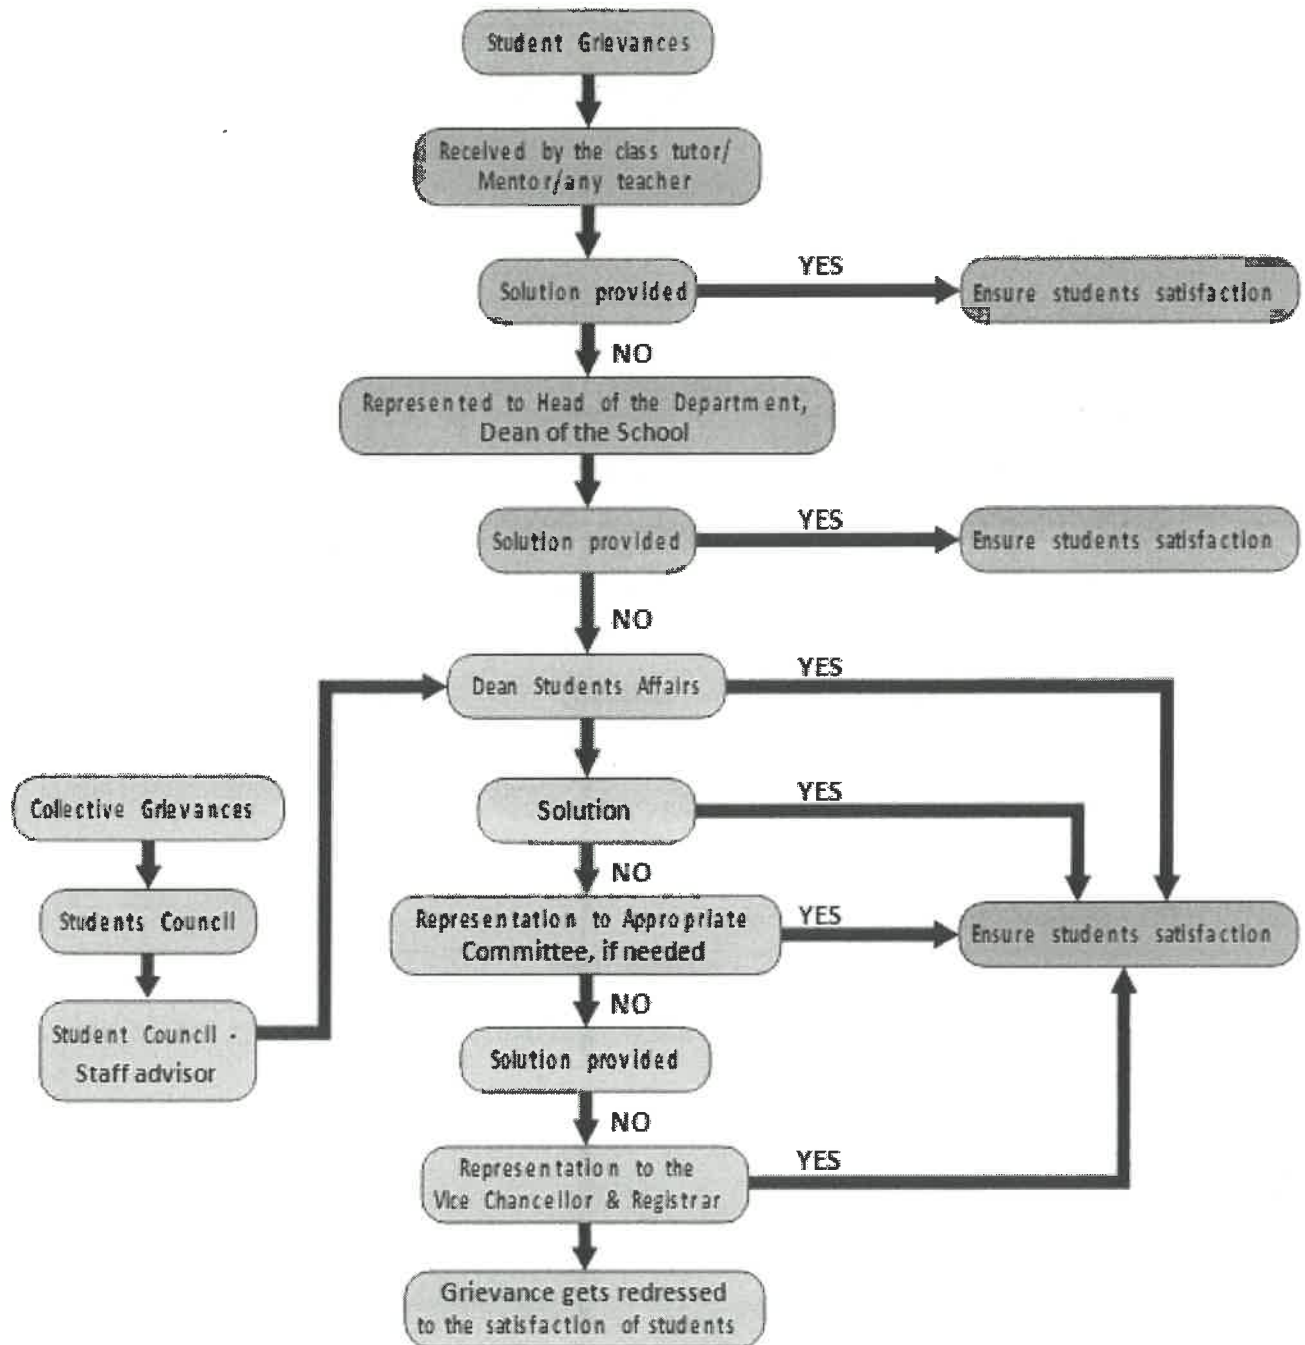 Student Grievances
Received by the class tutor/
Mentor/any teacher
Solution provided
YES
Ensure students satisfaction
NO
Represented to Head of the Department,
Dean of the School
Solution provided
YES
Ensure students satisfaction
NO
Dean Students Affairs
YES
Collective Grievances
Solution
YES
NO
Students Council
Representation to Appropriate
Committee, if needed
YES
Ensure students satisfaction
NO
Student Council -
Staff advisor
Solution provided
NO
Representation to the
Vice Chancellor & Registrar
YES
Grievance gets redressed
to the satisfaction of students